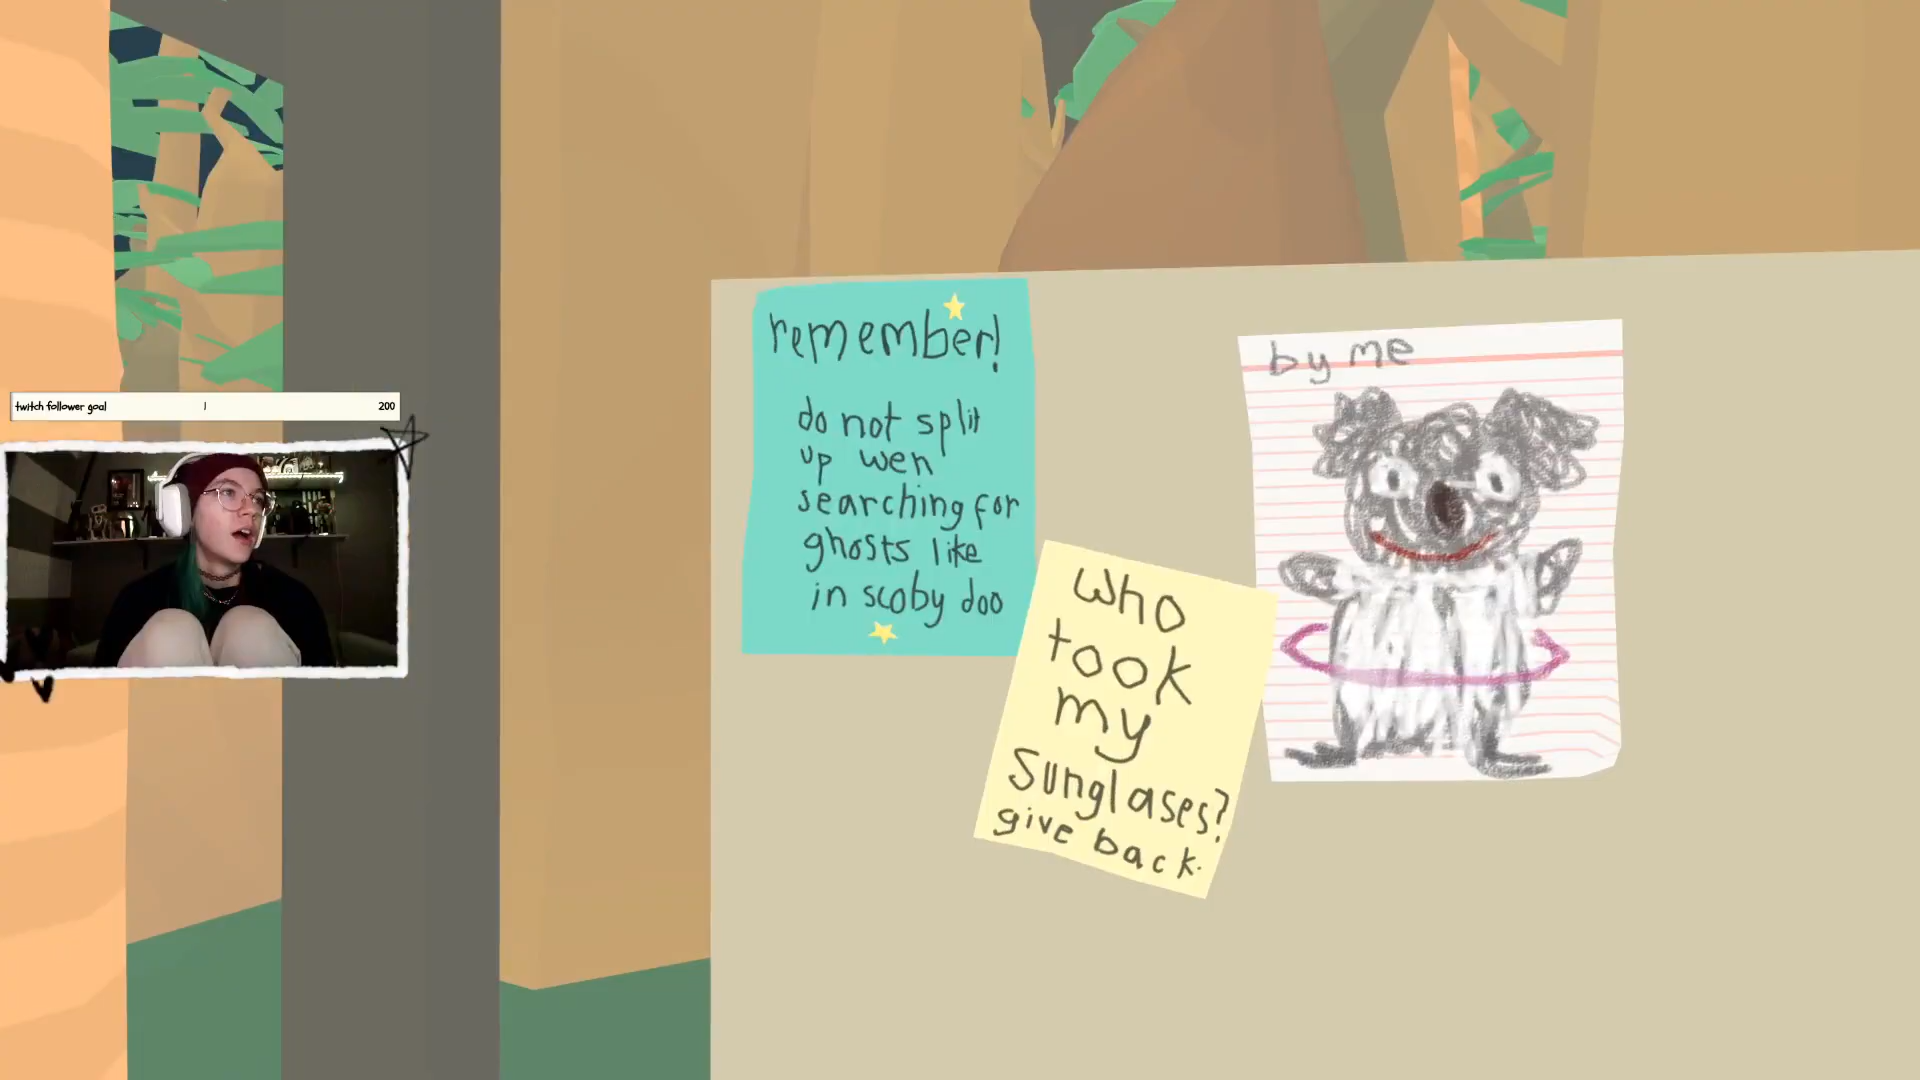 twitch follower goal
200
remember!
do not split
up wen
searching for
ghosts like
in scoby doo
who
took
my
sunglases?
give back.
by me